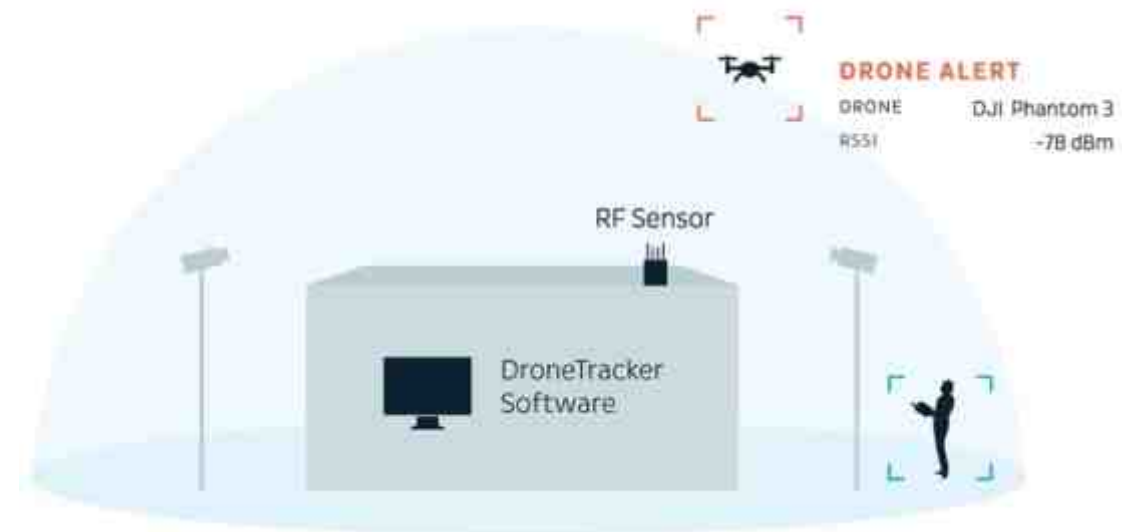 DRONE ALERT
DRONE DJI Phantom 3
RSSI -78 dBm
RF Sensor
DroneTracker
Software